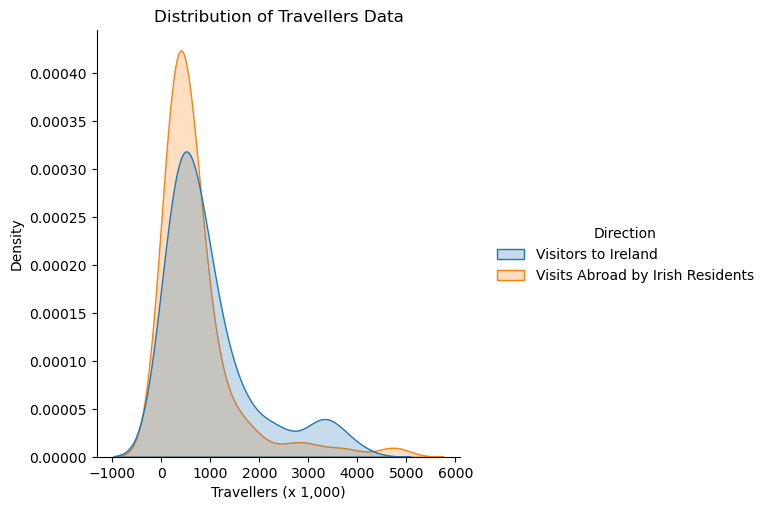 Distribution of Travellers Data
0.00040
0.00035
0.00030
0.00025
0.00020
0.00015
0.00010
0.00005
0.00000
Density
−1000 0 1000 2000 3000 4000 5000 6000
Travellers (x 1,000)
Direction
Visitors to Ireland
Visits Abroad by Irish Residents